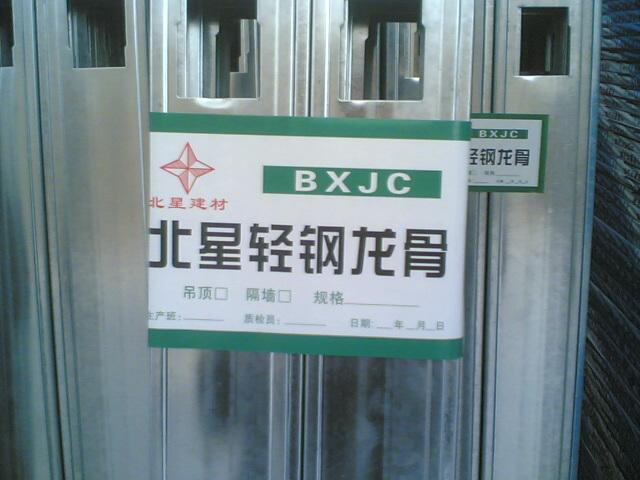 BXJC
北星建材
北星轻钢龙骨
吊顶□ 隔墙□ 规格
生产班: 质检员: 日期: 年 月 日
BXJC
轻钢龙骨